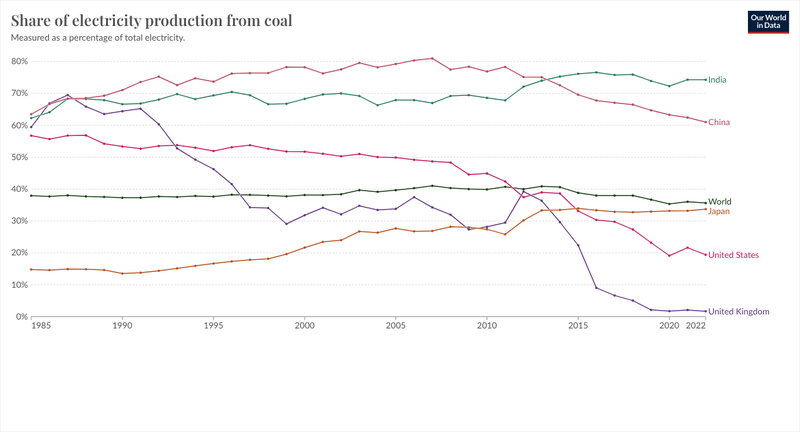 Share of electricity production from coal
Measured as a percentage of total electricity.
Our World
in Data
80%
70%
60%
50%
40%
30%
20%
10%
0%
India
China
World
Japan
United States
United Kingdom
1985
1990
1995
2000
2005
2010
2015
2020
2022